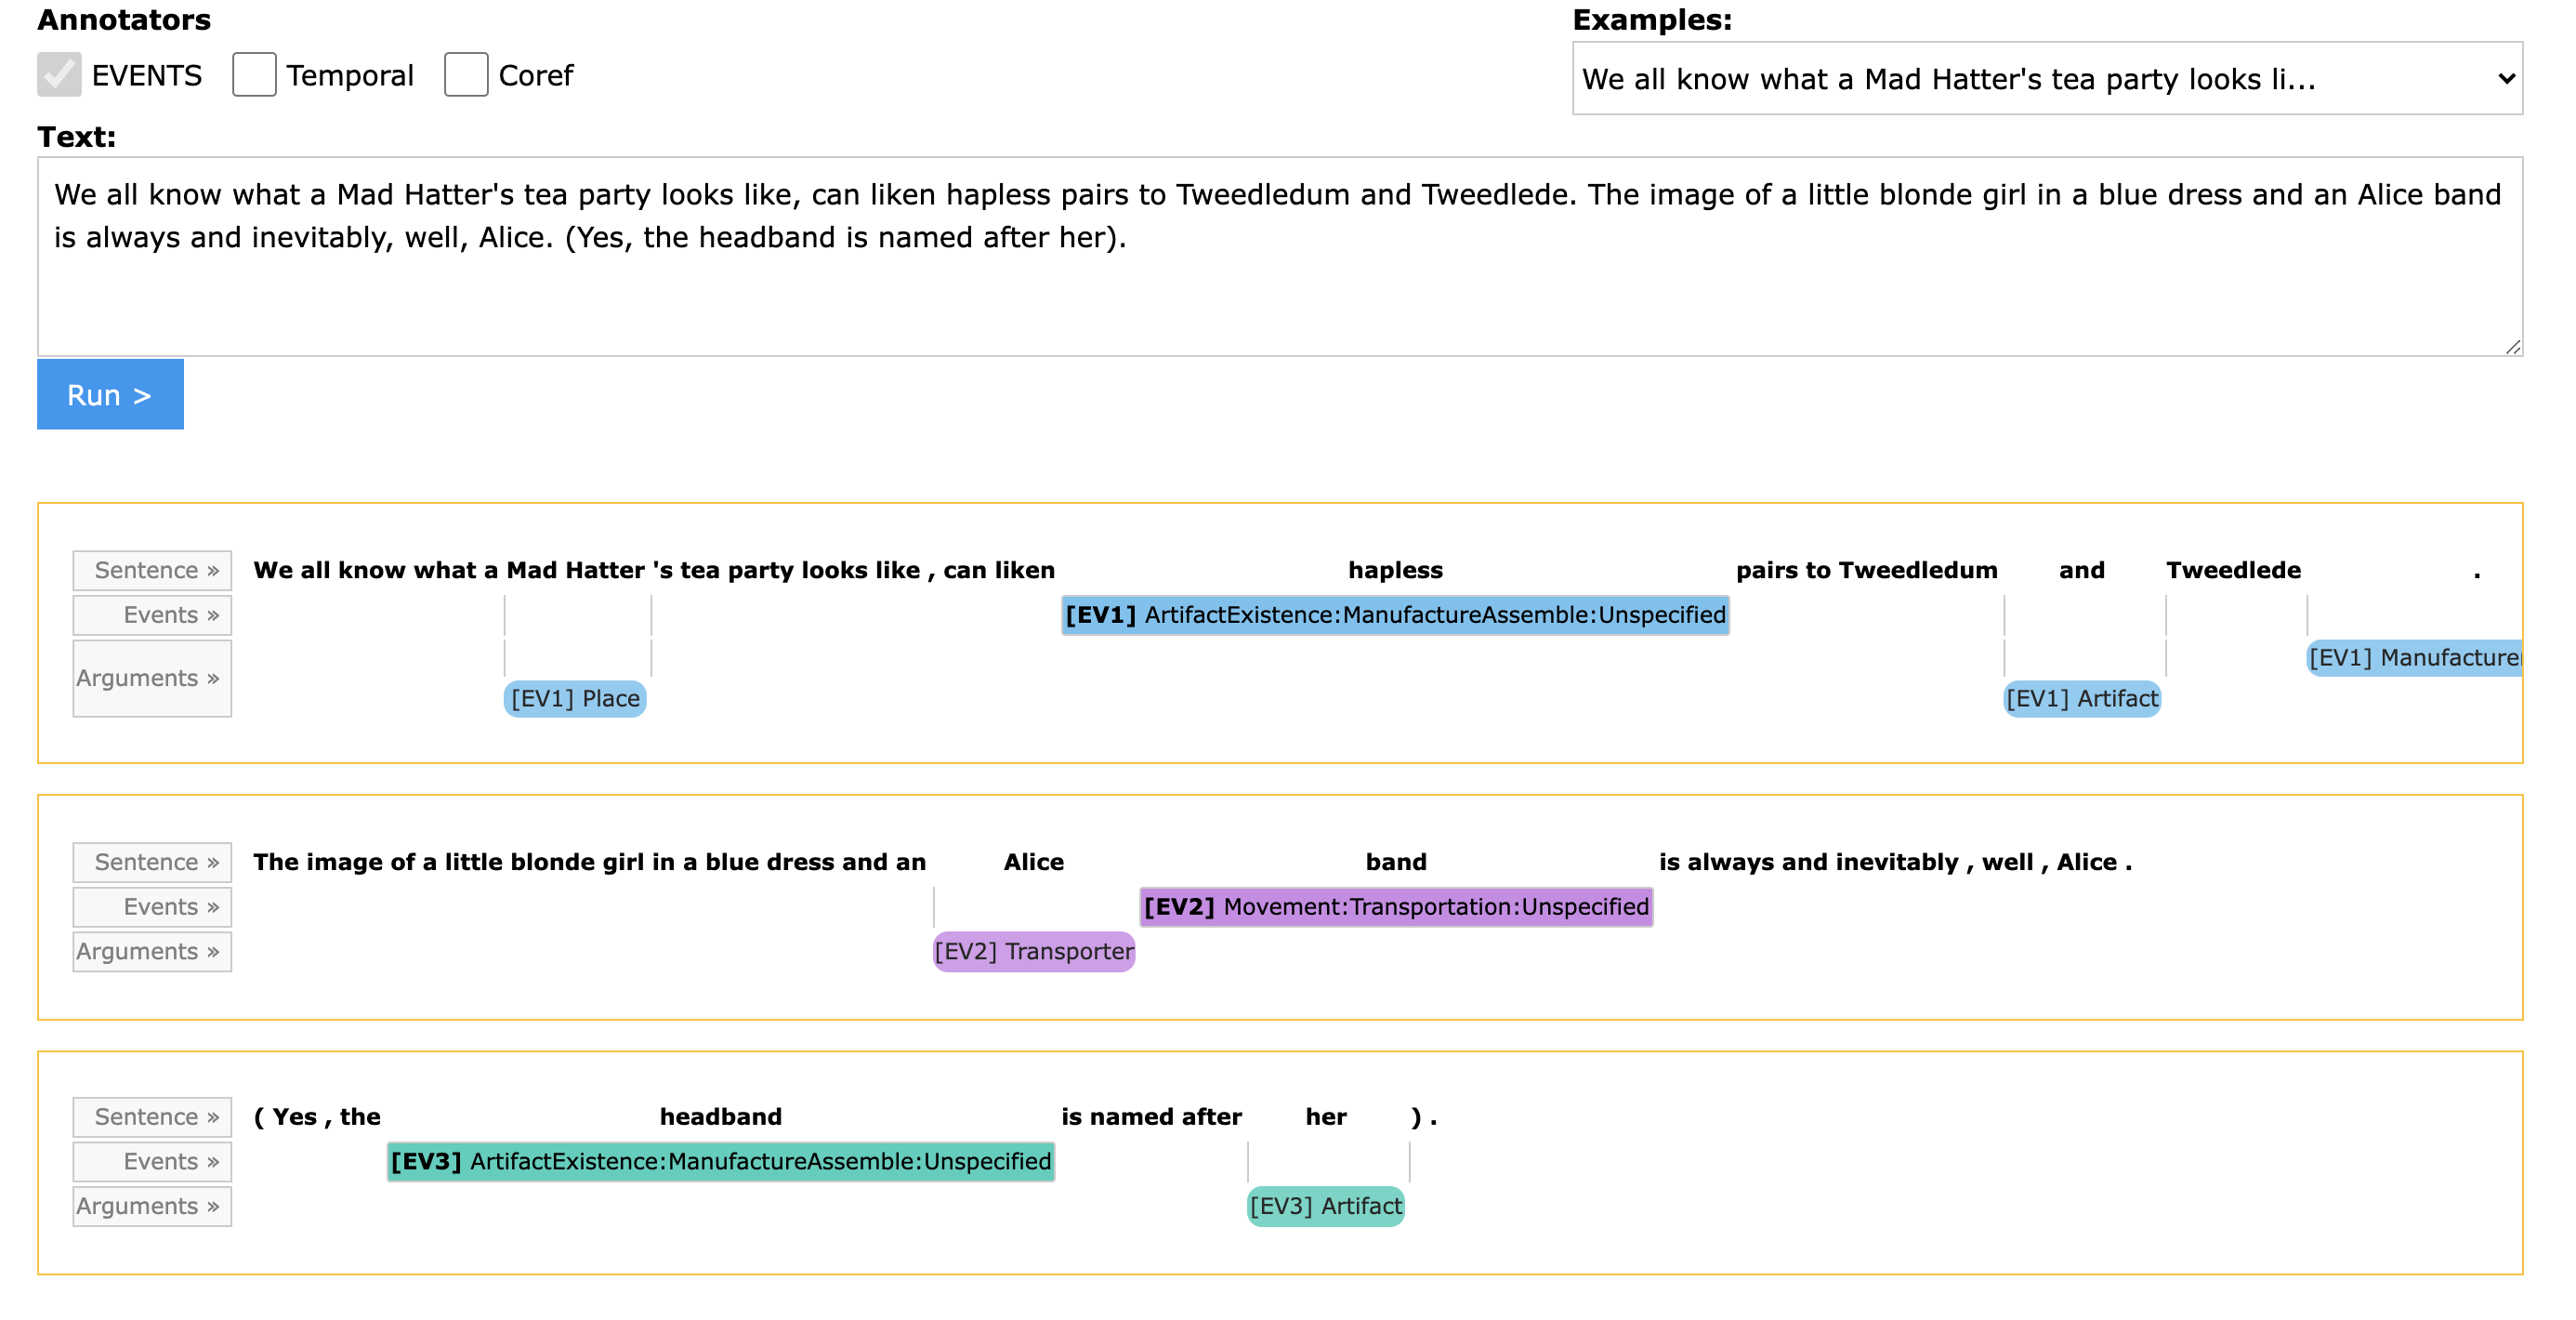 Annotators
Examples:
EVENTS Temporal Coref
We all know what a Mad Hatter's tea party looks li...
Text:
We all know what a Mad Hatter's tea party looks like, can liken hapless pairs to Tweedledum and Tweedlede. The image of a little blonde girl in a blue dress and an Alice band
is always and inevitably, well, Alice. (Yes, the headband is named after her).
Run >
Sentence » We all know what a Mad Hatter 's tea party looks like , can liken hapless pairs to Tweedledum and Tweedlede .
Events » [EV1] ArtifactExistence:ManufactureAssemble:Unspecified
[EV1] Manufacturer
Arguments »
[EV1] Place [EV1] Artifact
Sentence » The image of a little blonde girl in a blue dress and an Alice band is always and inevitably , well , Alice .
Events » [EV2] Movement:Transportation:Unspecified
Arguments » [EV2] Transporter
Sentence » ( Yes , the headband is named after her ) .
Events » [EV3] ArtifactExistence:ManufactureAssemble:Unspecified
Arguments » [EV3] Artifact